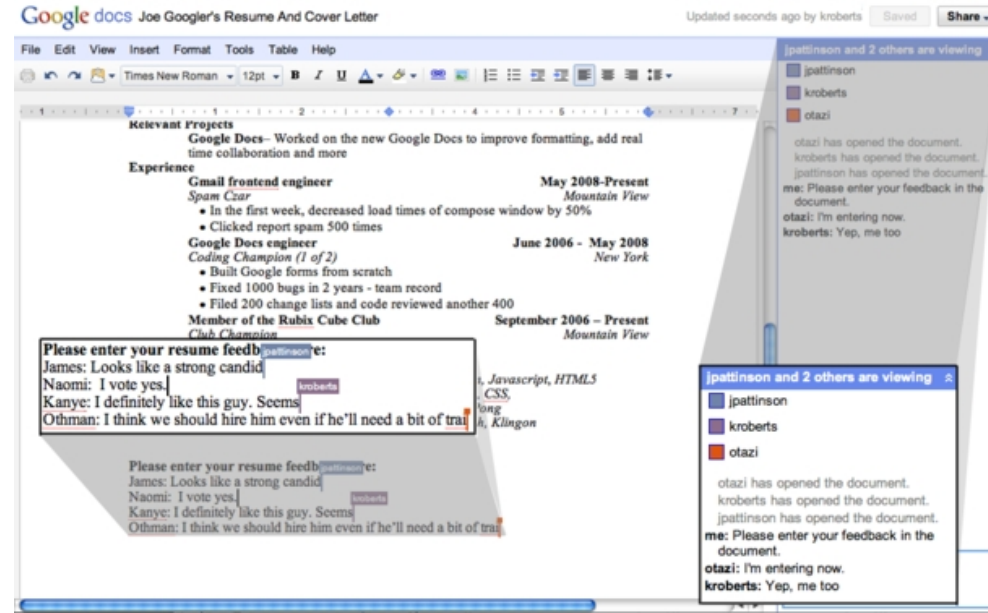 Google docs Joe Googler's Resume And Cover Letter
Updated seconds ago by kroberts Saved Share
File Edit View Insert Format Tools Table Help
Times New Roman 12pt B I U A
1 1 2 4 5 7
Relevant Projects
Google Docs– Worked on the new Google Docs to improve formatting, add real
time collaboration and more
Experience
Gmail frontend engineer May 2008-Present
Spam Czar Mountain View
• In the first week, decreased load times of compose window by 50%
• Clicked report spam 500 times
Google Docs engineer June 2006 - May 2008
Coding Champion (1 of 2) New York
• Built Google forms from scratch
• Fixed 1000 bugs in 2 years - team record
• Filed 200 change lists and code reviewed another 400
Member of the Rubix Cube Club September 2006 – Present
Club Champion Mountain View
, Javascript, HTML5
, CSS,
h, Klingon
Please enter your resume feedb jpattinson re:
James: Looks like a strong candid
Naomi: I vote yes.
kroberts
Kanye: I definitely like this guy. Seems
Othman: I think we should hire him even if he'll need a bit of trai
Please enter your resume feedb jpattinson re:
James: Looks like a strong candid
Naomi: I vote yes.
kroberts
Kanye: I definitely like this guy. Seems
Othman: I think we should hire him even if he'll need a bit of trai
jpattinson and 2 others are viewing
jpattinson
kroberts
otazi
otazi has opened the document.
kroberts has opened the document.
jpattinson has opened the document.
me: Please enter your feedback in the
document.
otazi: I'm entering now.
kroberts: Yep, me too
jpattinson and 2 others are viewing
jpattinson
kroberts
otazi
otazi has opened the document.
kroberts has opened the document.
jpattinson has opened the document.
me: Please enter your feedback in the
document.
otazi: I'm entering now.
kroberts: Yep, me too